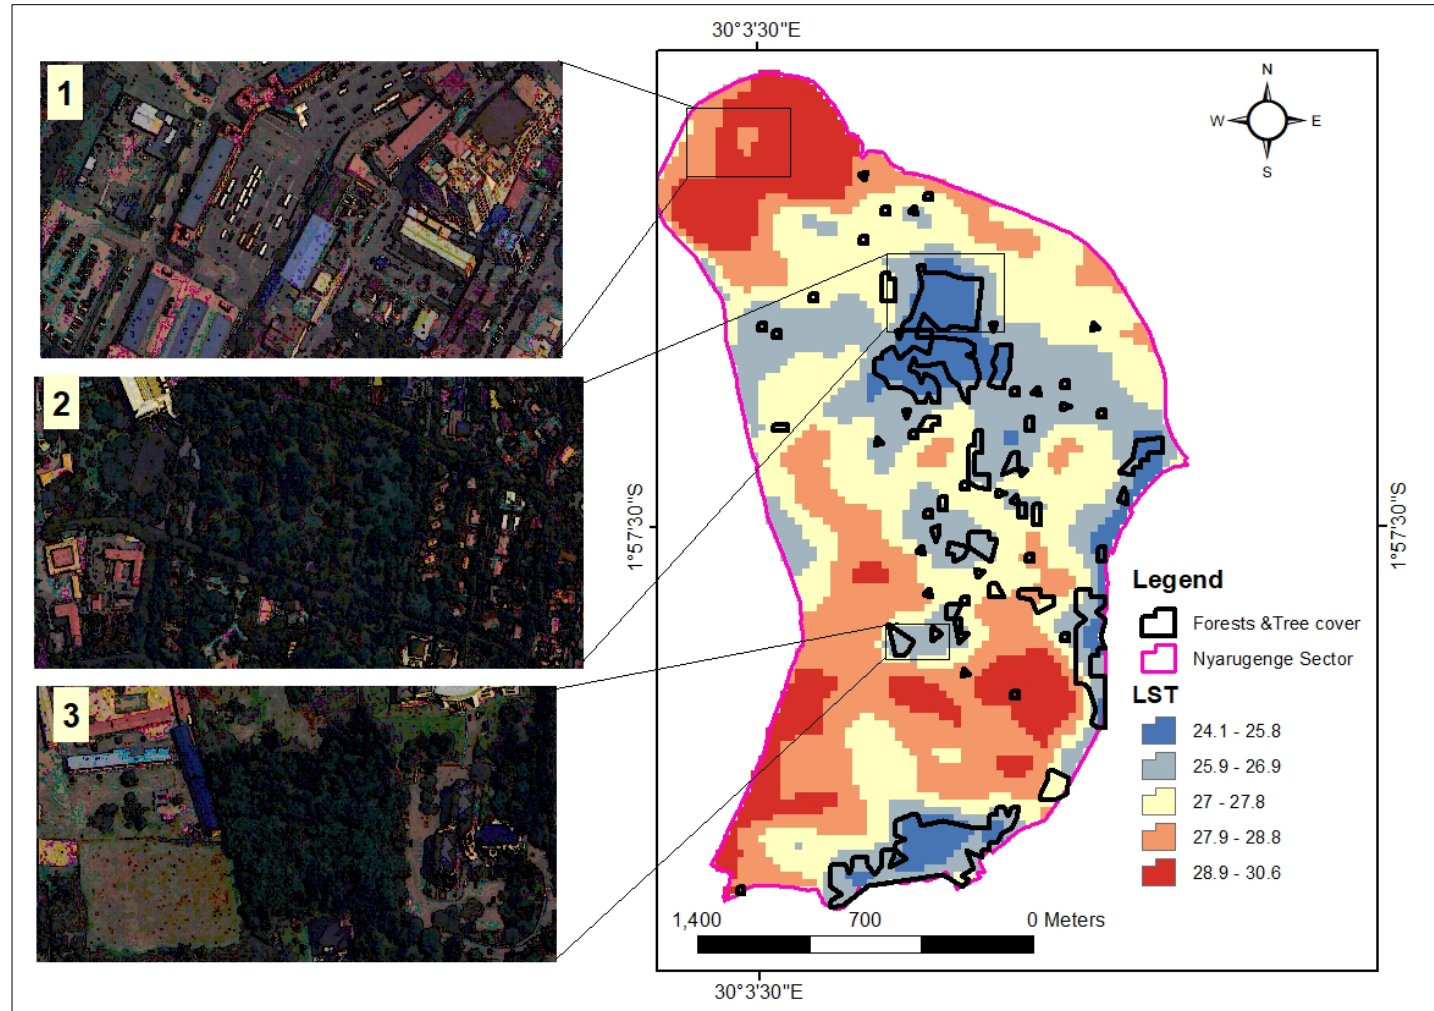 30°3'30"E
1
2
3
N
W
E
S
1°57'30"S
1°57'30"S
Legend
Forests &Tree cover
Nyarugenge Sector
LST
24.1 - 25.8
25.9 - 26.9
27 - 27.8
27.9 - 28.8
28.9 - 30.6
1,400 700 0 Meters
30°3'30"E